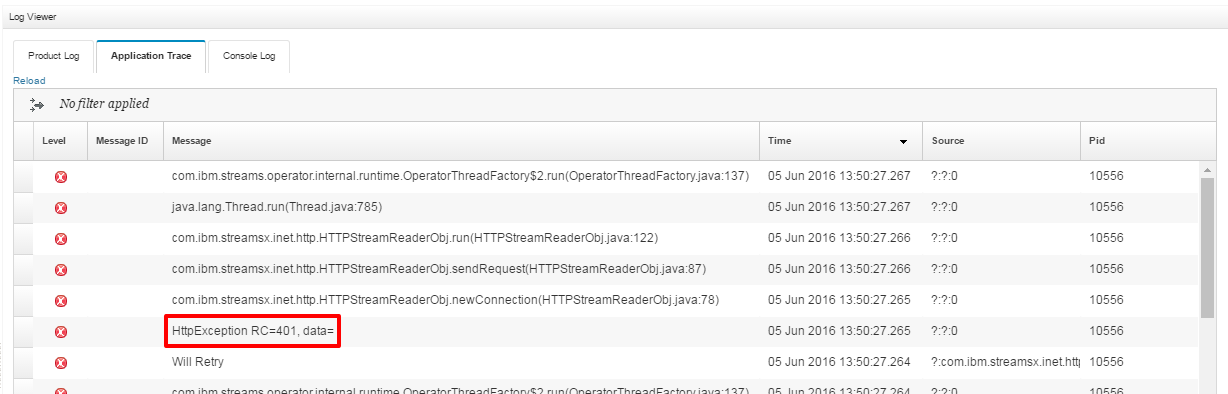 Log Viewer
Product Log Application Trace Console Log
Reload
No filter applied
Level Message ID Message Time Source Pid
com.ibm.streams.operator.internal.runtime.OperatorThreadFactory$2.run(OperatorThreadFactory.java:137) 05 Jun 2016 13:50:27.267 ?:?:0 10556
java.lang.Thread.run(Thread.java:785) 05 Jun 2016 13:50:27.267 ?:?:0 10556
com.ibm.streamsx.inet.http.HTTPStreamReaderObj.run(HTTPStreamReaderObj.java:122) 05 Jun 2016 13:50:27.266 ?:?:0 10556
com.ibm.streamsx.inet.http.HTTPStreamReaderObj.sendRequest(HTTPStreamReaderObj.java:87) 05 Jun 2016 13:50:27.266 ?:?:0 10556
com.ibm.streamsx.inet.http.HTTPStreamReaderObj.newConnection(HTTPStreamReaderObj.java:78) 05 Jun 2016 13:50:27.265 ?:?:0 10556
HttpException RC=401, data= 05 Jun 2016 13:50:27.265 ?:?:0 10556
Will Retry 05 Jun 2016 13:50:27.264 ?:com.ibm.streamsx.inet.http 10556
com.ibm.streams.operator.internal.runtime.OperatorThreadFactory$2.run(OperatorThreadFactory.java:137) 05 Jun 2016 13:50:27.264 ?:?:0 10556